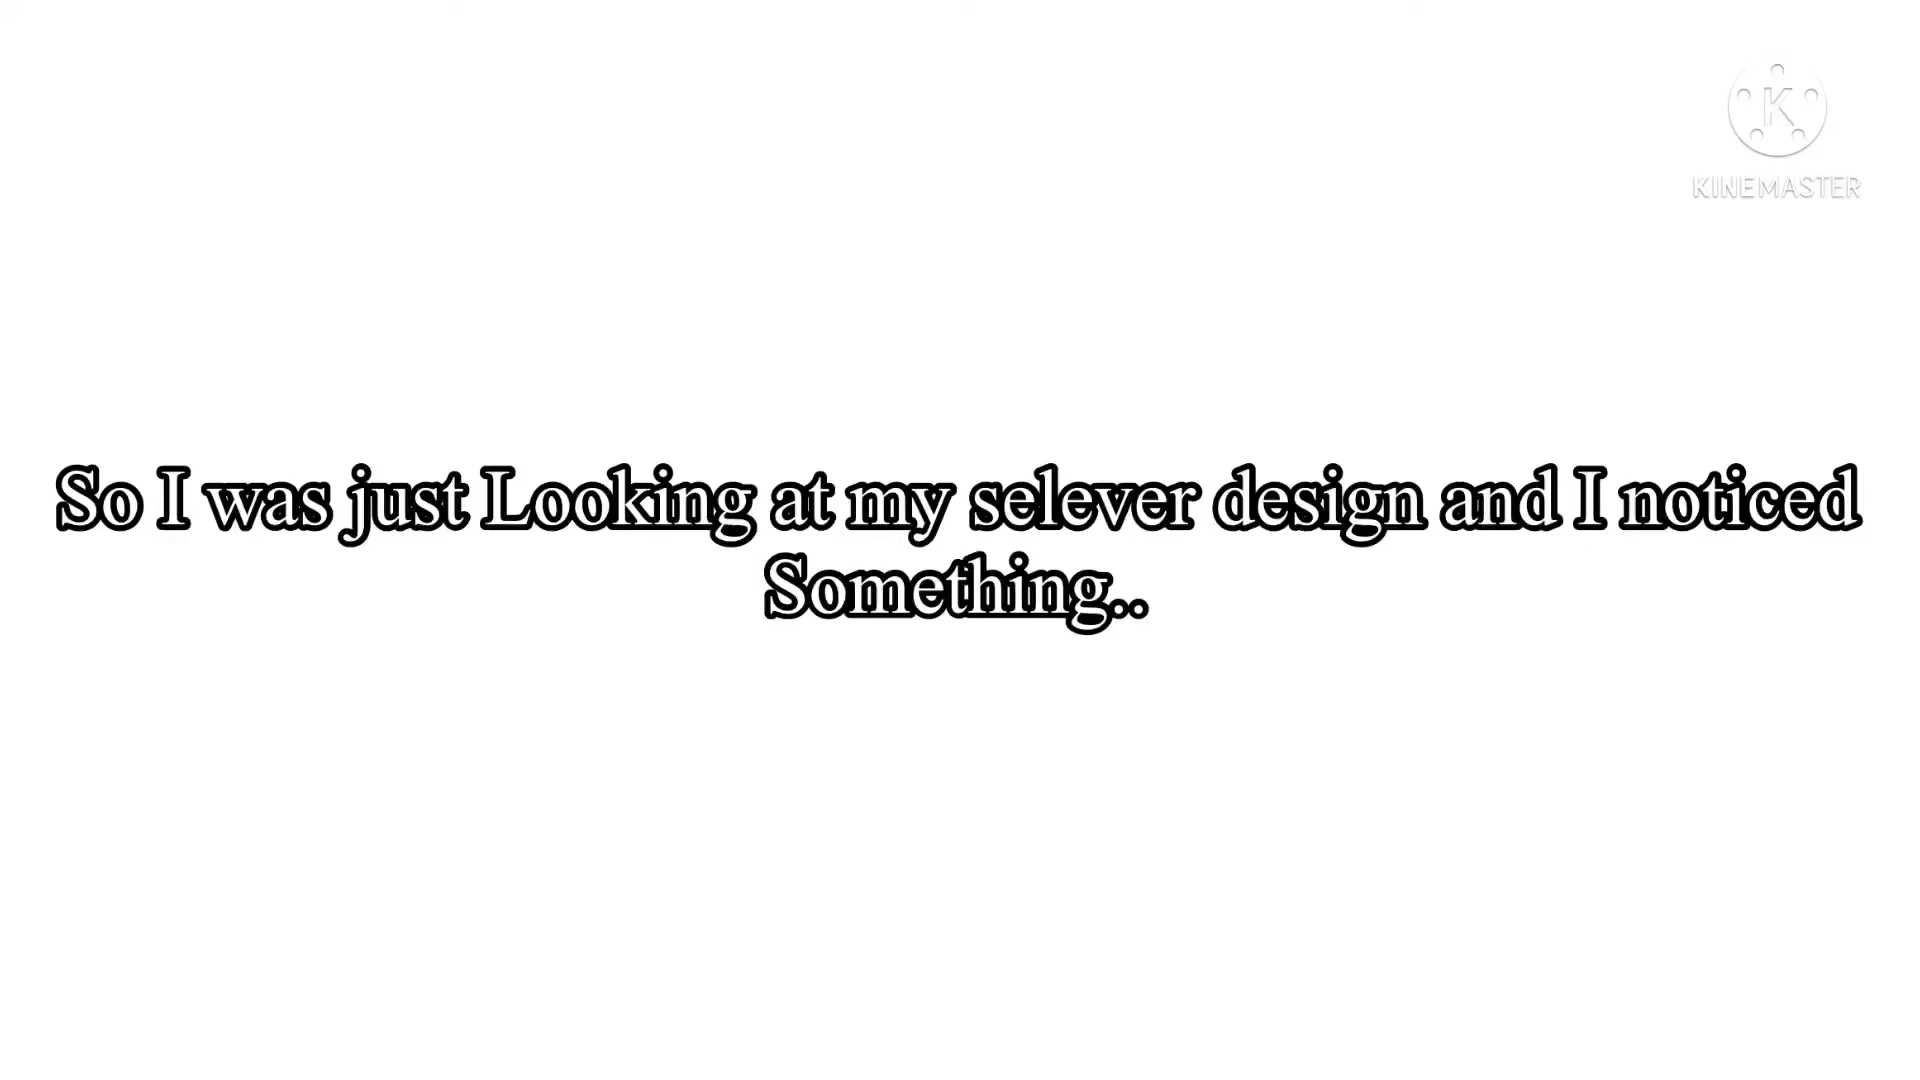 K
KINEMASTER
So I was just Looking at my selever design and I noticed
Something..